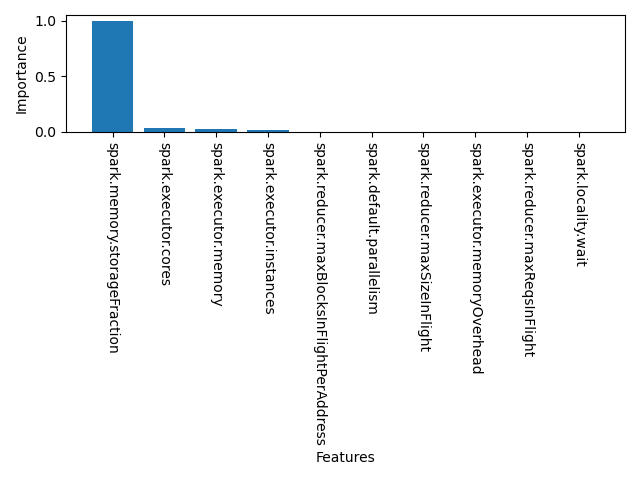 Importance
1.0
0.5
0.0
spark.memory.storageFraction
spark.executor.cores
spark.executor.memory
spark.executor.instances
spark.reducer.maxBlocksInFlightPerAddress
spark.default.parallelism
spark.reducer.maxSizeInFlight
spark.executor.memoryOverhead
spark.reducer.maxReqsInFlight
spark.locality.wait
Features